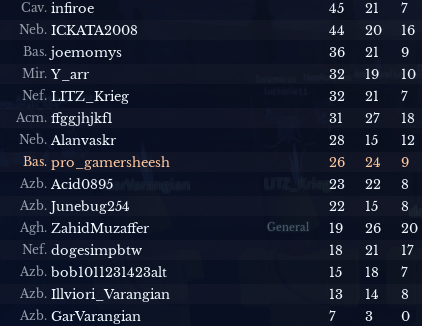 Cav. infiroe 45 21 7
Neb. ICKATA2008 44 20 16
Bas. joemomys 36 21 9
Mir. Y_arr 32 19 10
Nef. LITZ_Krieg 32 21 7
Acm. ffggjhjkfl 31 27 18
Neb. Alanvaskr 28 15 12
Bas. pro_gamersheesh 26 24 9
Azb. Acid0895 23 22 8
Azb. Junebug254 22 15 8
Agh. ZahidMuzaffer General 19 26 20
Nef. dogesimpbtw 18 21 17
Azb. bob1011231423alt 15 18 7
Azb. Illviori_Varangian 13 14 8
Azb. GarVarangian 7 3 0